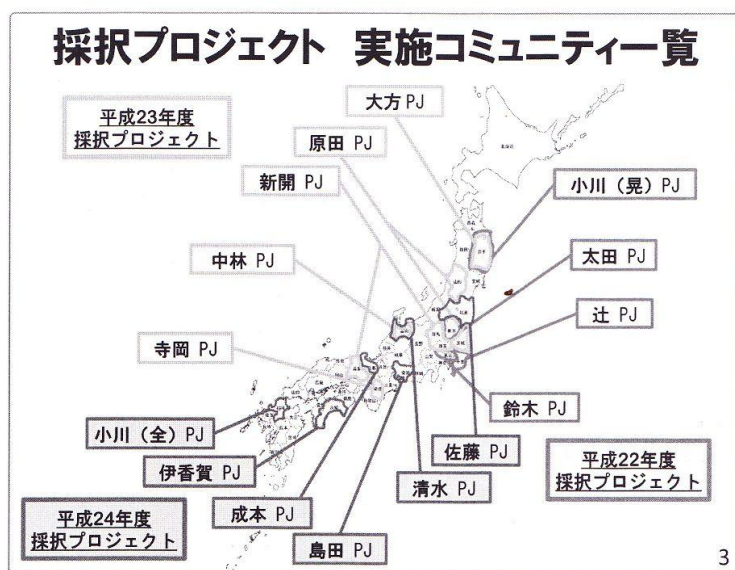 採択プロジェクト 実施コミュニティ一覧
平成23年度
採択プロジェクト
大方 PJ
原田 PJ
新開 PJ
小川（晃）PJ
中林 PJ
太田 PJ
辻 PJ
寺岡 PJ
鈴木 PJ
小川（全）PJ
佐藤 PJ
伊香賀 PJ
清水 PJ
平成22年度
採択プロジェクト
成本 PJ
平成24年度
採択プロジェクト
島田 PJ
3